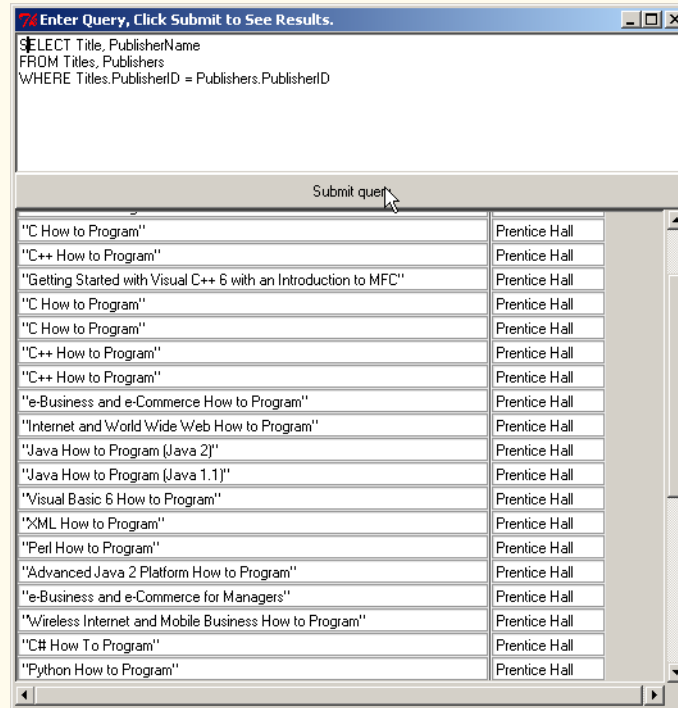 Enter Query, Click Submit to See Results.
SELECT Title, PublisherName
FROM Titles, Publishers
WHERE Titles.PublisherID = Publishers.PublisherID
Submit query
"C How to Program" Prentice Hall
"C++ How to Program" Prentice Hall
"Getting Started with Visual C++ 6 with an Introduction to MFC" Prentice Hall
"C How to Program" Prentice Hall
"C How to Program" Prentice Hall
"C++ How to Program" Prentice Hall
"C++ How to Program" Prentice Hall
"e-Business and e-Commerce How to Program" Prentice Hall
"Internet and World Wide Web How to Program" Prentice Hall
"Java How to Program (Java 2)" Prentice Hall
"Java How to Program (Java 1.1)" Prentice Hall
"Visual Basic 6 How to Program" Prentice Hall
"XML How to Program" Prentice Hall
"Perl How to Program" Prentice Hall
"Advanced Java 2 Platform How to Program" Prentice Hall
"e-Business and e-Commerce for Managers" Prentice Hall
"Wireless Internet and Mobile Business How to Program" Prentice Hall
"C# How To Program" Prentice Hall
"Python How to Program" Prentice Hall